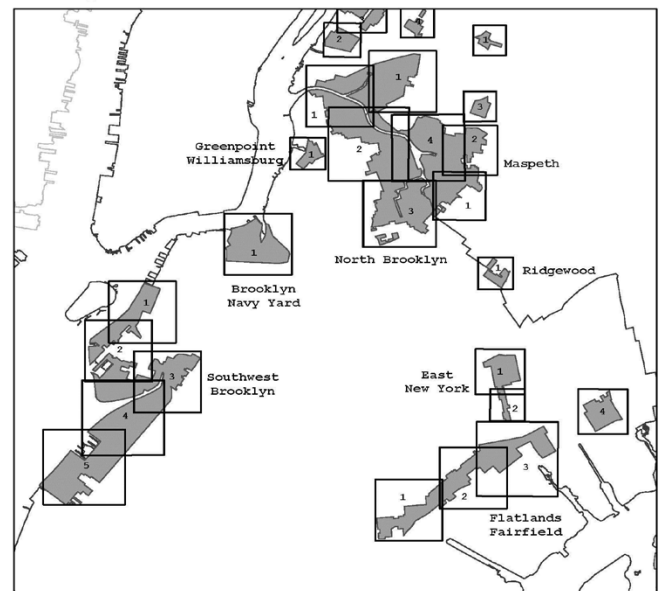 2
1
1
1
3
1
Greenpoint
Williamsburg
1
2
4
2
Maspeth
3
1
1
North Brooklyn
Brooklyn
Navy Yard
1
Ridgewood
1
2
3
Southwest
Brooklyn
4
5
East
New York
1
2
4
1
2
3
Flatlands
Fairfield